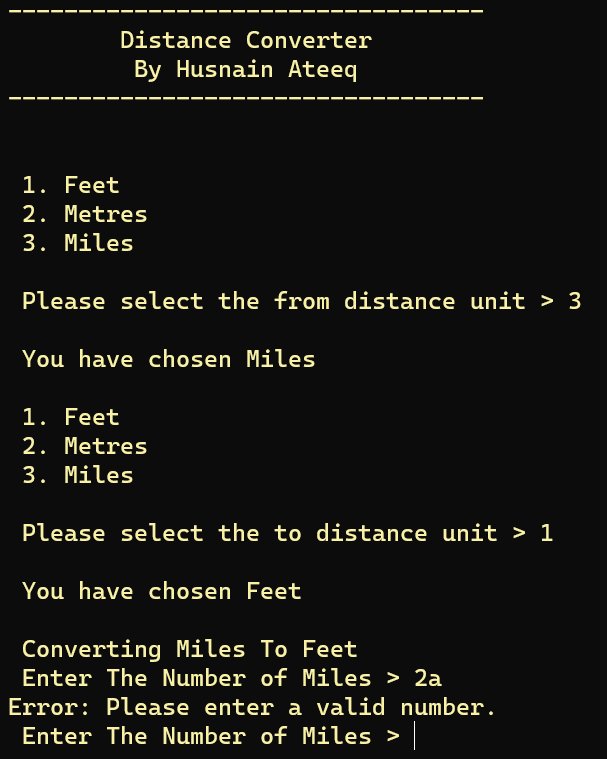 ----------------------------------
Distance Converter
By Husnain Ateeq
----------------------------------
1. Feet
2. Metres
3. Miles
Please select the from distance unit > 3
You have chosen Miles
1. Feet
2. Metres
3. Miles
Please select the to distance unit > 1
You have chosen Feet
Converting Miles To Feet
Enter The Number of Miles > 2a
Error: Please enter a valid number.
Enter The Number of Miles >